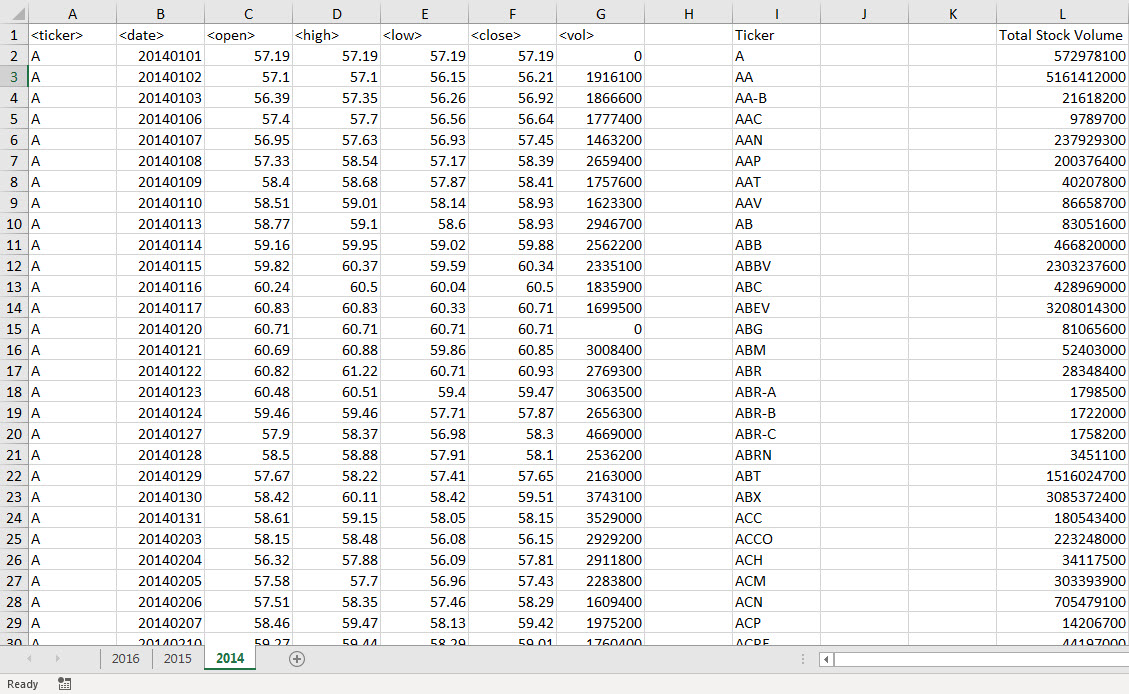 A B C D E F G H I J K L
1 <ticker> <date> <open> <high> <low> <close> <vol> Ticker Total Stock Volume
2 A 20140101 57.19 57.19 57.19 57.19 0 A 572978100
3 A 20140102 57.1 57.1 56.15 56.21 1916100 AA 5161412000
4 A 20140103 56.39 57.35 56.26 56.92 1866600 AA-B 21618200
5 A 20140106 57.4 57.7 56.56 56.64 1777400 AAC 9789700
6 A 20140107 56.95 57.63 56.93 57.45 1463200 AAN 237929300
7 A 20140108 57.33 58.54 57.17 58.39 2659400 AAP 200376400
8 A 20140109 58.4 58.68 57.87 58.41 1757600 AAT 40207800
9 A 20140110 58.51 59.01 58.14 58.93 1623300 AAV 86658700
10 A 20140113 58.77 59.1 58.6 58.93 2946700 AB 83051600
11 A 20140114 59.16 59.95 59.02 59.88 2562200 ABB 466820000
12 A 20140115 59.82 60.37 59.59 60.34 2335100 ABBV 2303237600
13 A 20140116 60.24 60.5 60.04 60.5 1835900 ABC 428969000
14 A 20140117 60.83 60.83 60.33 60.71 1699500 ABEV 3208014300
15 A 20140120 60.71 60.71 60.71 60.71 0 ABG 81065600
16 A 20140121 60.69 60.88 59.86 60.85 3008400 ABM 52403000
17 A 20140122 60.82 61.22 60.71 60.93 2769300 ABR 28348400
18 A 20140123 60.48 60.51 59.4 59.47 3063500 ABR-A 1798500
19 A 20140124 59.46 59.46 57.71 57.87 2656300 ABR-B 1722000
20 A 20140127 57.9 58.37 56.98 58.3 4669000 ABR-C 1758200
21 A 20140128 58.5 58.88 57.91 58.1 2536200 ABRN 3451100
22 A 20140129 57.67 58.22 57.41 57.65 2163000 ABT 1516024700
23 A 20140130 58.42 60.11 58.42 59.51 3743100 ABX 3085372400
24 A 20140131 58.61 59.15 58.05 58.15 3529000 ACC 180543400
25 A 20140203 58.15 58.48 56.08 56.15 2929200 ACCO 223248000
26 A 20140204 56.32 57.88 56.09 57.81 2911800 ACH 34117500
27 A 20140205 57.58 57.7 56.96 57.43 2283800 ACM 303393900
28 A 20140206 57.51 58.35 57.46 58.29 1609400 ACN 705479100
29 A 20140207 58.46 59.47 58.13 59.42 1975200 ACP 14206700
30 A 20140210 59.27 59.44 58.29 59.01 1760400 ACRE 44197000
2016 2015 2014
Ready